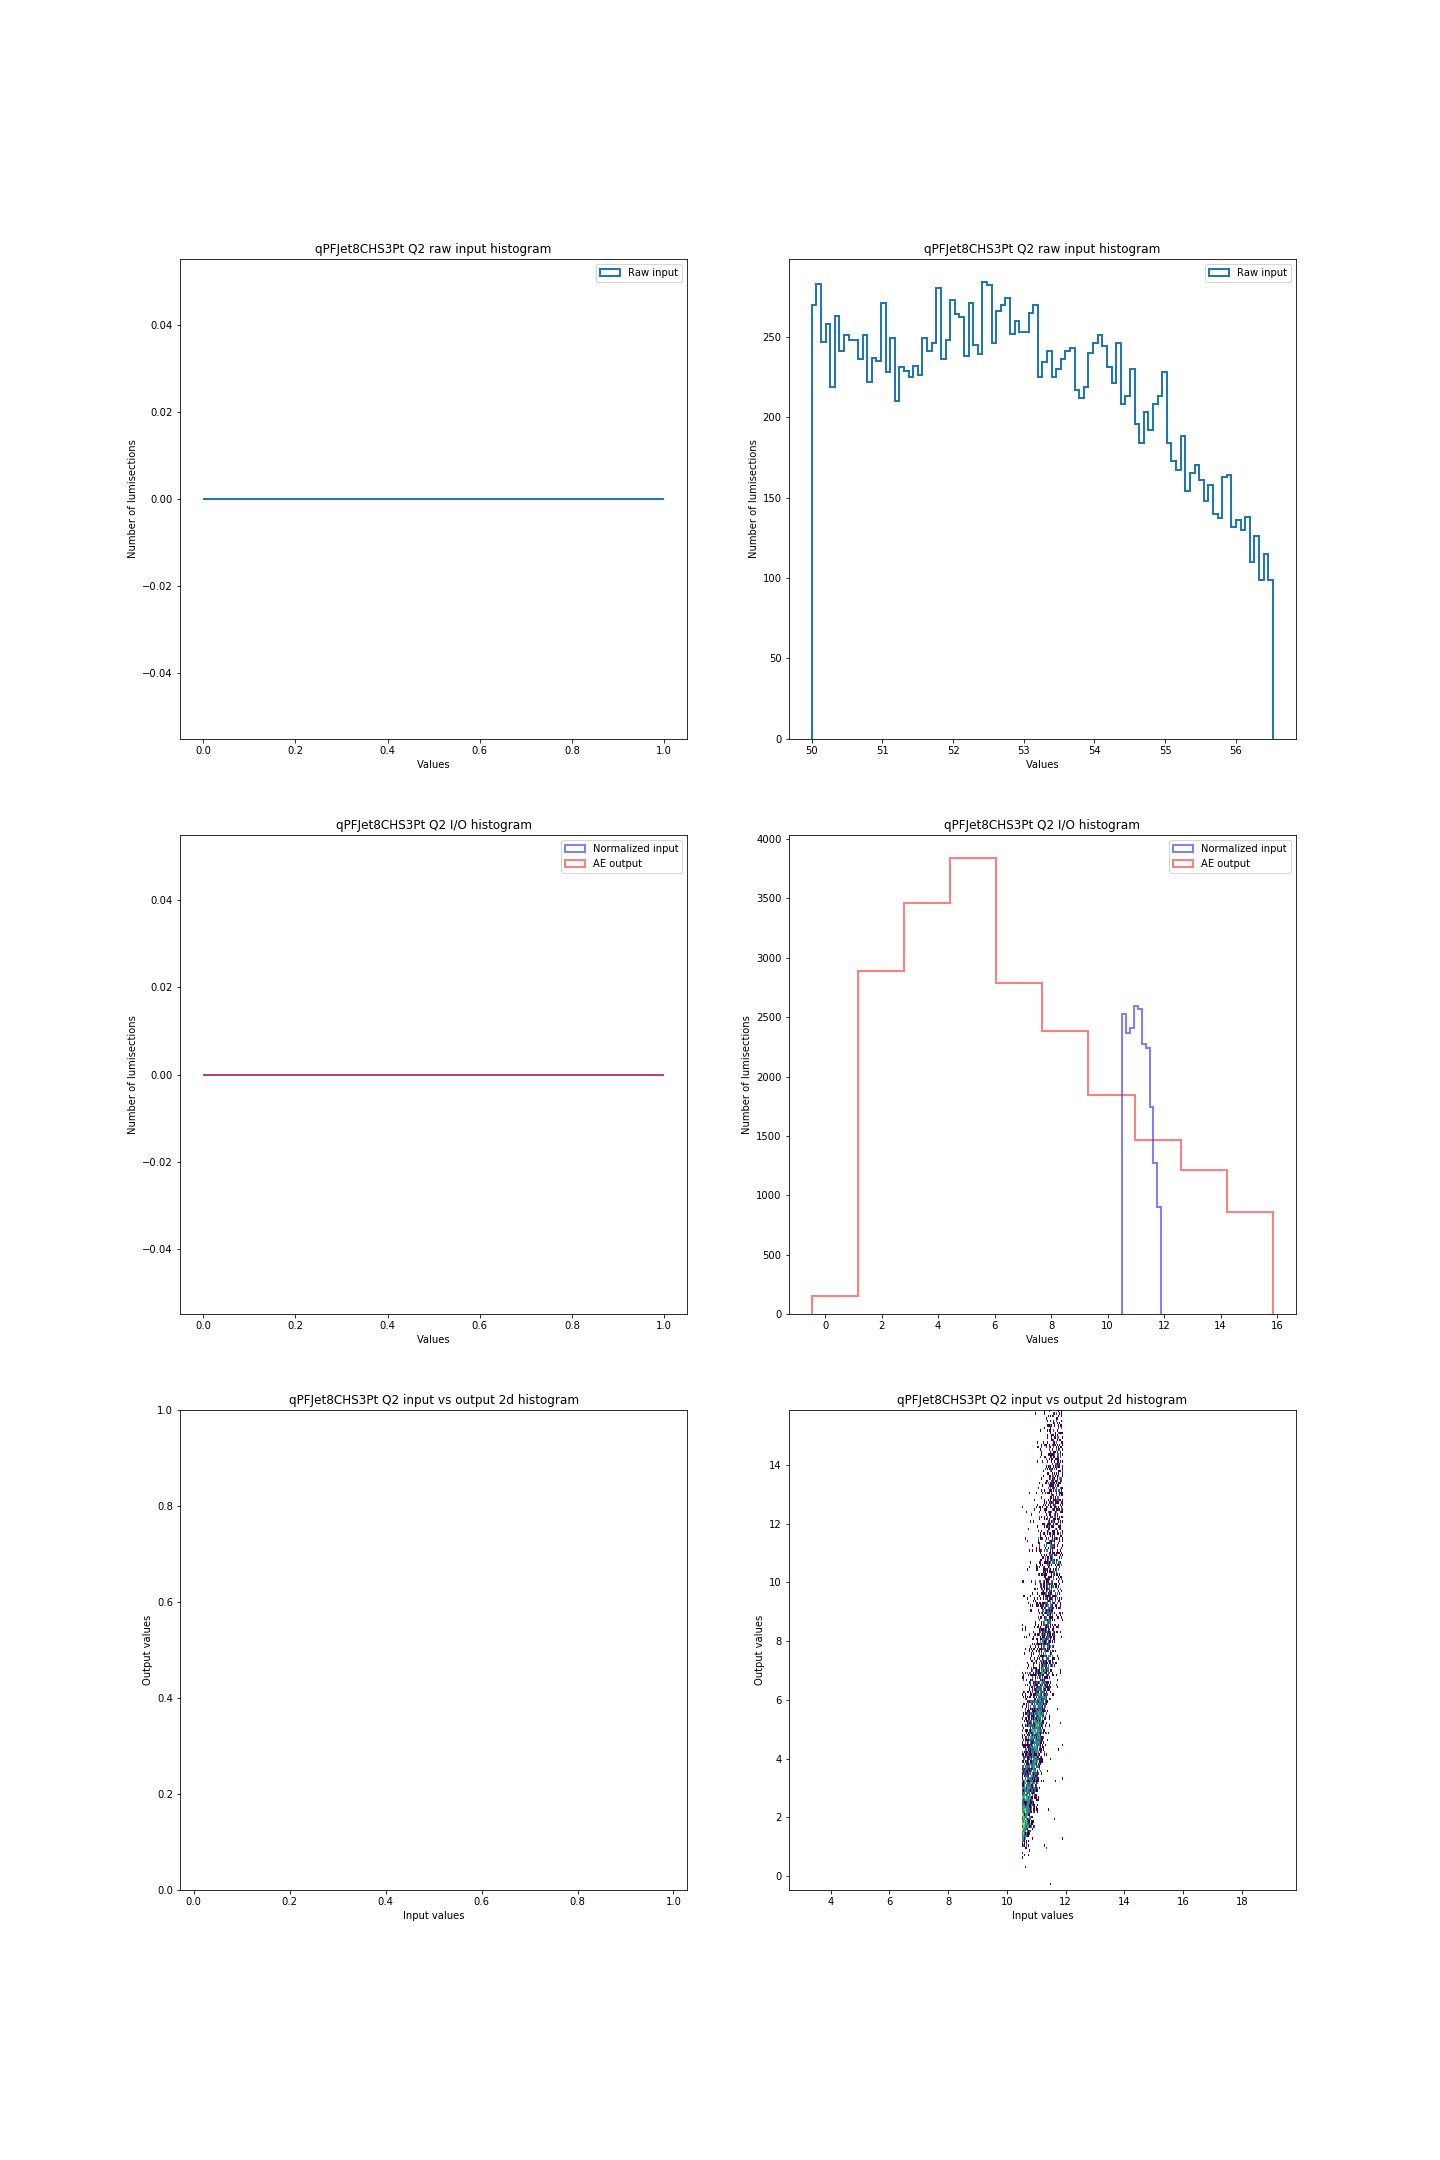 qPFJet8CHS3Pt Q2 raw input histogram
Raw input
0.04
0.02
0.00
−0.02
−0.04
Number of lumisections
0.0 0.2 0.4 0.6 0.8 1.0
Values
qPFJet8CHS3Pt Q2 raw input histogram
Raw input
250
200
150
100
50
0
Number of lumisections
50 51 52 53 54 55 56
Values
qPFJet8CHS3Pt Q2 I/O histogram
Normalized input
AE output
0.04
0.02
0.00
−0.02
−0.04
Number of lumisections
0.0 0.2 0.4 0.6 0.8 1.0
Values
qPFJet8CHS3Pt Q2 I/O histogram
Normalized input
AE output
4000
3500
3000
2500
2000
1500
1000
500
0
Number of lumisections
0 2 4 6 8 10 12 14 16
Values
qPFJet8CHS3Pt Q2 input vs output 2d histogram
1.0
0.8
0.6
0.4
0.2
0.0
Output values
0.0 0.2 0.4 0.6 0.8 1.0
Input values
qPFJet8CHS3Pt Q2 input vs output 2d histogram
14
12
10
8
6
4
2
0
Output values
4 6 8 10 12 14 16 18
Input values